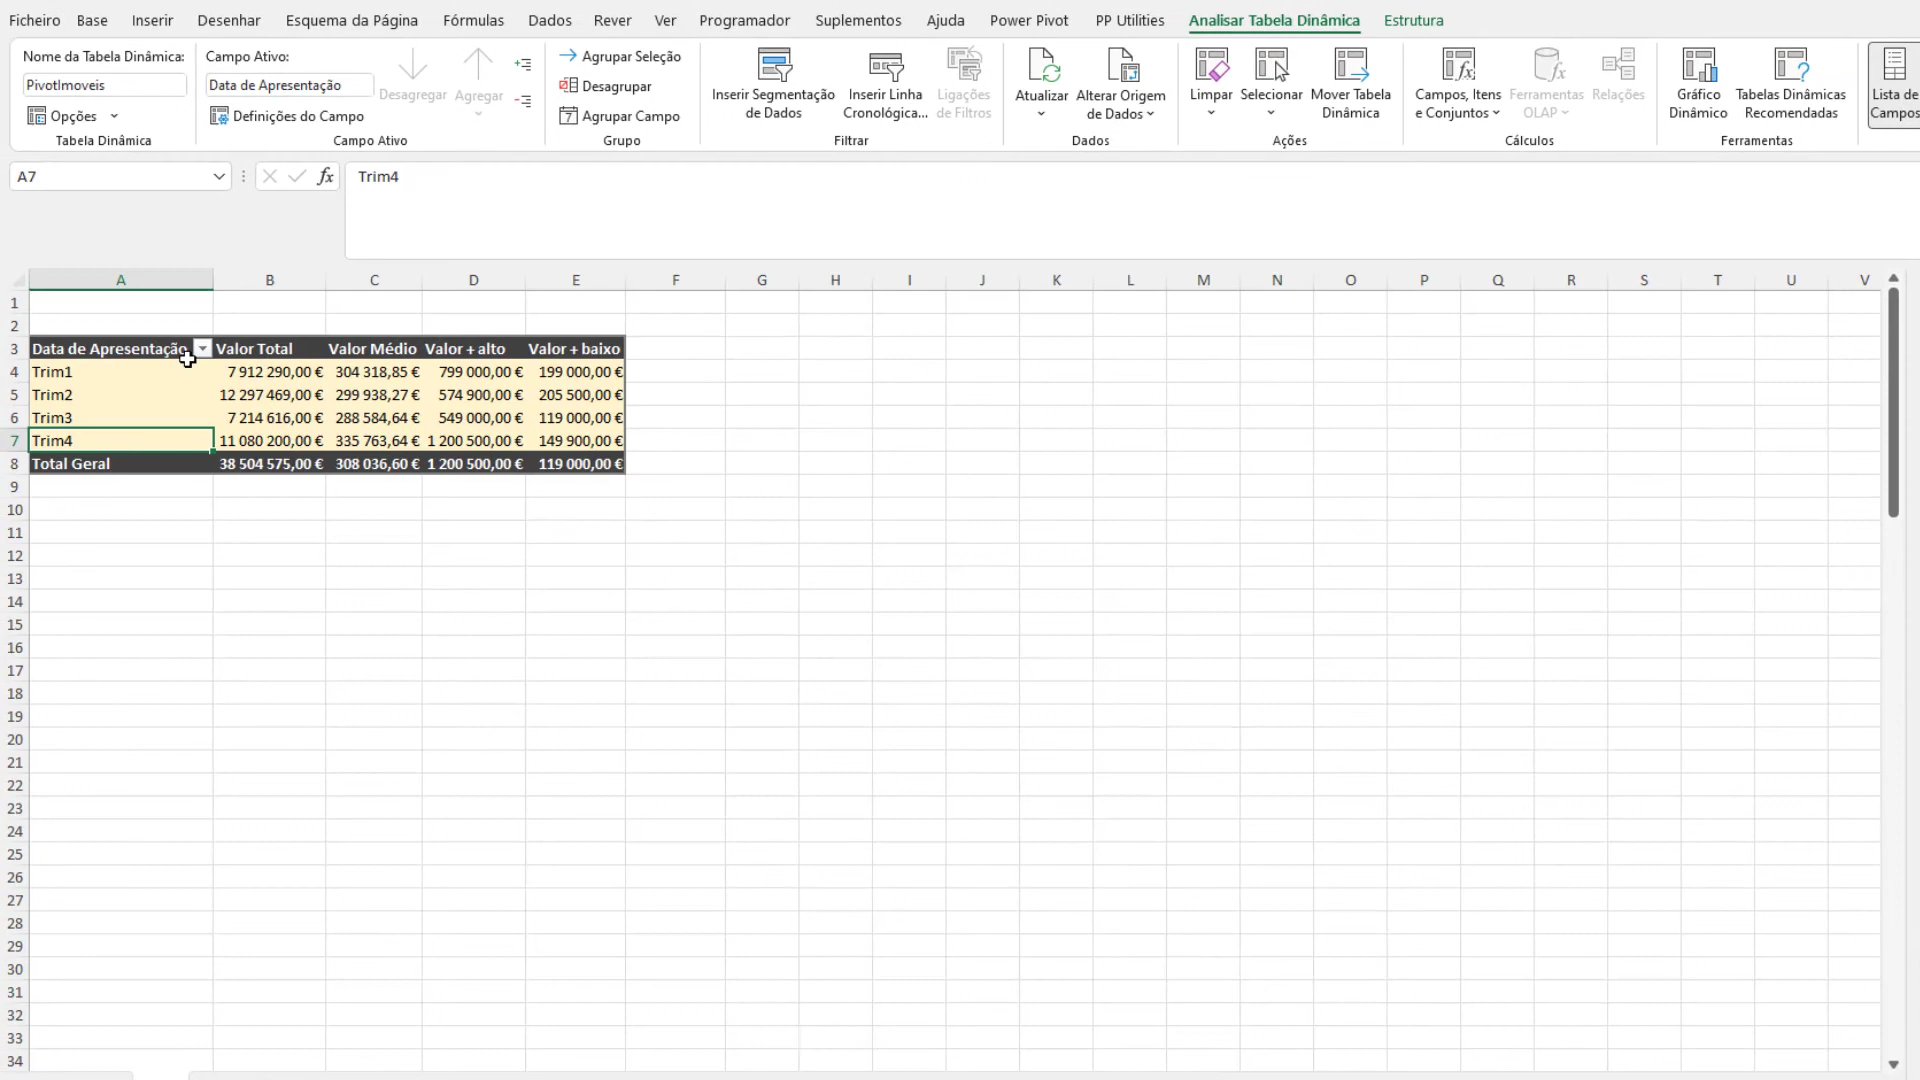 Ficheiro Base Inserir Desenhar Esquema da Página Fórmulas Dados Rever Ver Programador Suplementos Ajuda Power Pivot PP Utilities Analisar Tabela Dinâmica Estrutura
Nome da Tabela Dinâmica:
PivotImoveis
Opções
Tabela Dinâmica
Campo Ativo:
Data de Apresentação
Definições do Campo
Desagregar
Agregar
Campo Ativo
Agrupar Seleção
Desagrupar
Agrupar Campo
Grupo
Inserir Segmentação
de Dados
Inserir Linha
Cronológica...
Ligações
de Filtros
Filtrar
Atualizar
Alterar Origem
de Dados
Dados
Limpar
Selecionar
Mover Tabela
Dinâmica
Ações
Campos, Itens
e Conjuntos
Ferramentas
OLAP
Relações
Cálculos
Gráfico
Dinâmico
Tabelas Dinâmicas
Recomendadas
Ferramentas
Lista de
Campos
A7 fx Trim4
A B C D E F G H I J K L M N O P Q R S T U V
1
2
3 Data de Apresentação Valor Total Valor Médio Valor + alto Valor + baixo
4 Trim1 7 912 290,00 € 304 318,85 € 799 000,00 € 199 000,00 €
5 Trim2 12 297 469,00 € 299 938,27 € 574 900,00 € 205 500,00 €
6 Trim3 7 214 616,00 € 288 584,64 € 549 000,00 € 119 000,00 €
7 Trim4 11 080 200,00 € 335 763,64 € 1 200 500,00 € 149 900,00 €
8 Total Geral 38 504 575,00 € 308 036,60 € 1 200 500,00 € 119 000,00 €
9
10
11
12
13
14
15
16
17
18
19
20
21
22
23
24
25
26
27
28
29
30
31
32
33
34